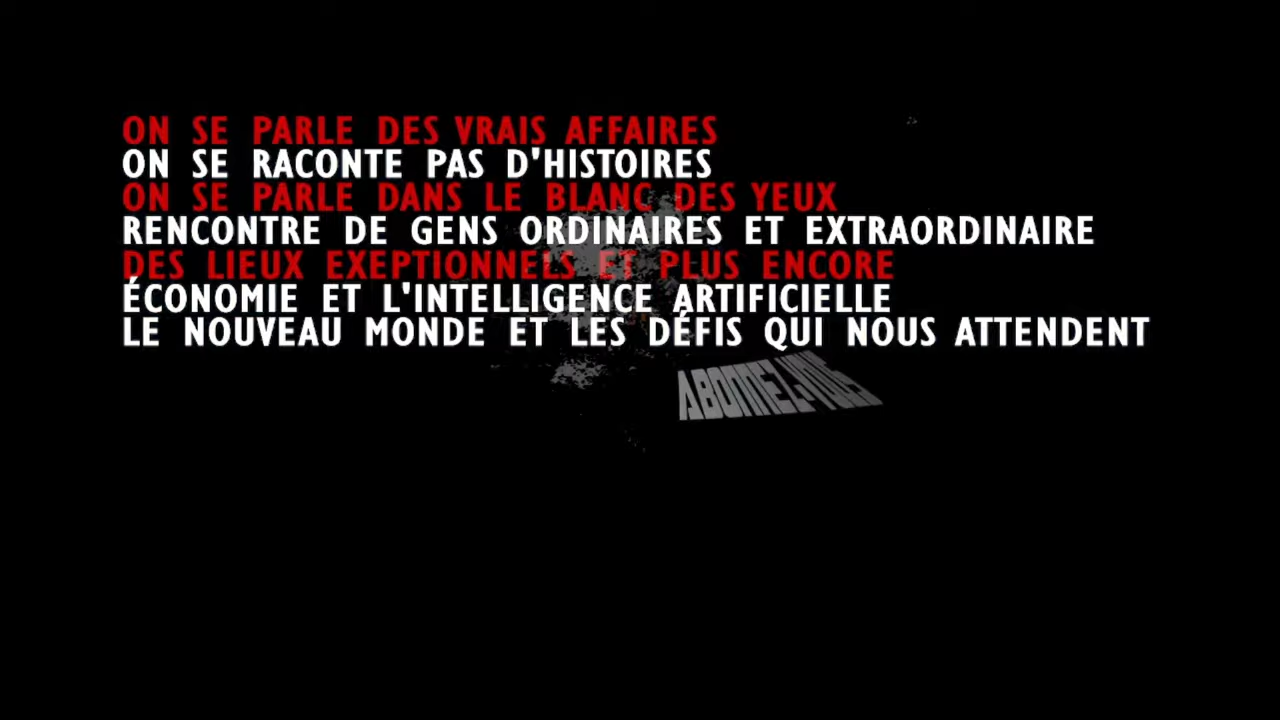 ON SE PARLE DES VRAIS AFFAIRES
ON SE RACONTE PAS D'HISTOIRES
ON SE PARLE DANS LE BLANC DES YEUX
RENCONTRE DE GENS ORDINAIRES ET EXTRAORDINAIRE
DES LIEUX EXEPTIONNELS ET PLUS ENCORE
ÉCONOMIE ET L'INTELLIGENCE ARTIFICIELLE
LE NOUVEAU MONDE ET LES DÉFIS QUI NOUS ATTENDENT
ABONNEZ-VOUS